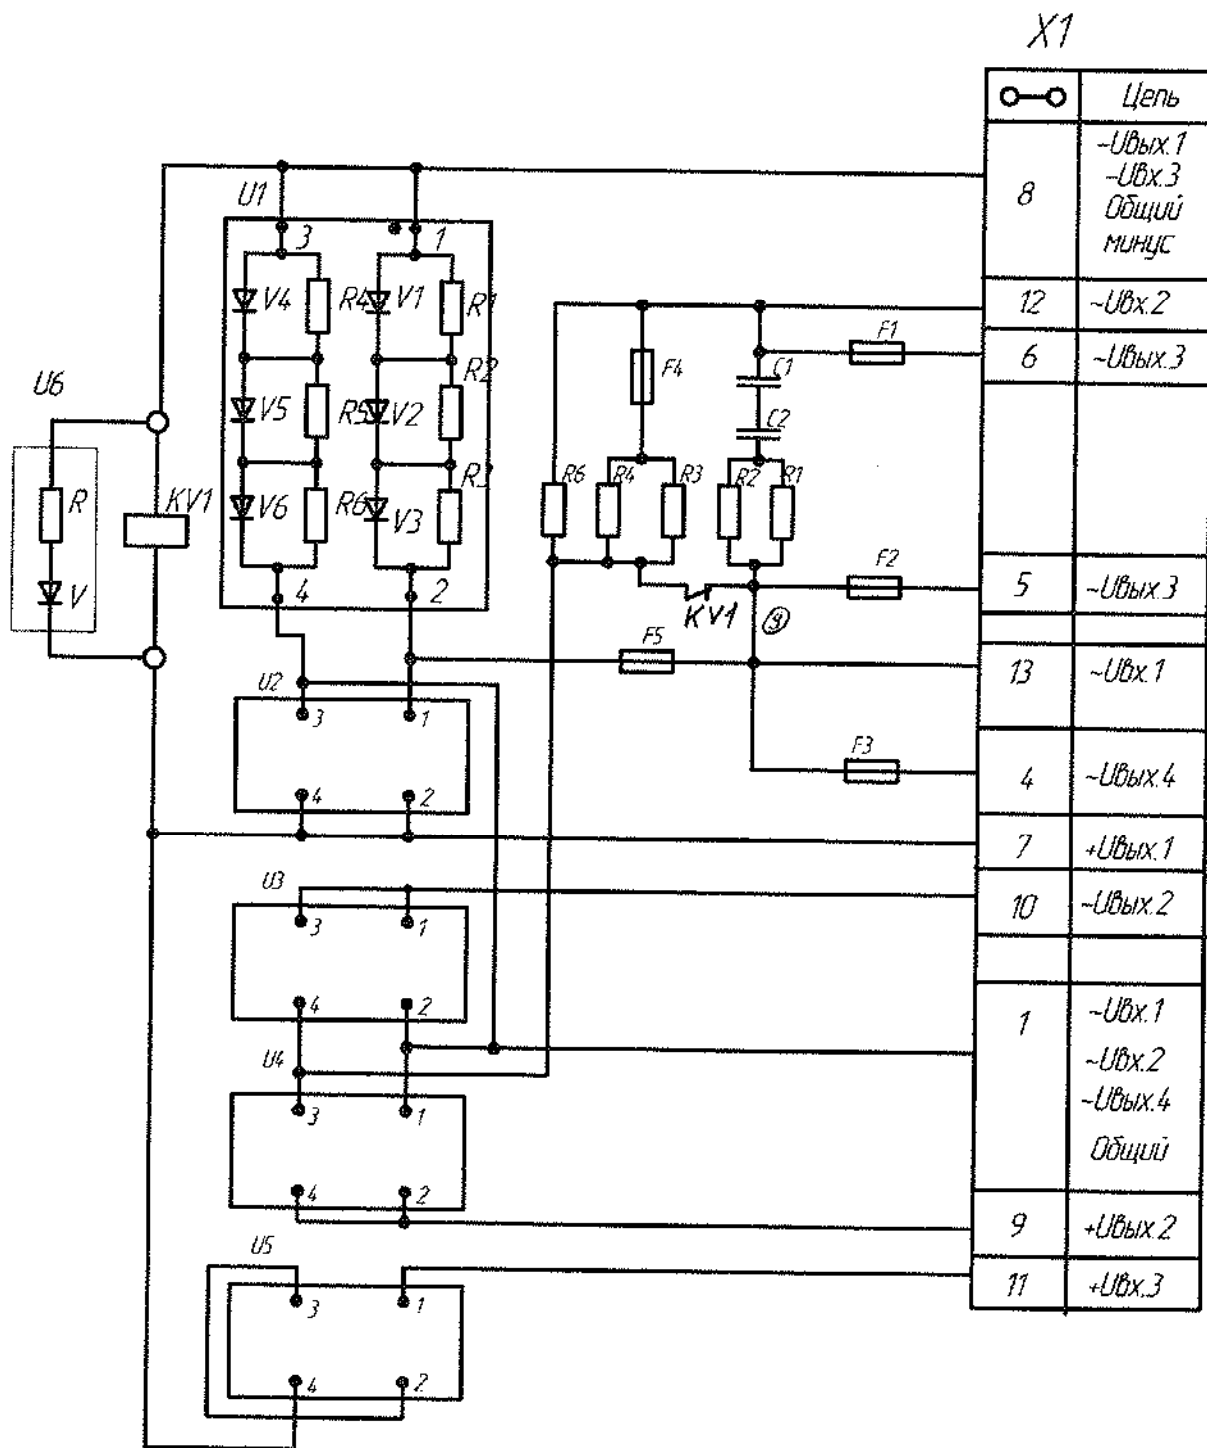 X1
Цепь
8
~Uвых.1
~Uвх.3
Общий
минус
12 ~Uвх.2
6 ~Uвых.3
5 ~Uвых.3
13 ~Uвх.1
4 ~Uвых.4
7 +Uвых.1
10 ~Uвых.2
1
~Uвх.1
~Uвх.2
~Uвых.4
Общий
9 +Uвых.2
11 +Uвх.3
U1
3 1
V4 R4 V1 R1
V5 R5 V2 R2
V6 R6 V3 R3
4 2
U6
R
V
KV1
F1
F4
C1
C2
R6 R4 R3 R2 R1
F2
KV1
F5
F3
U2
3 1
4 2
U3
3 1
4 2
U4
3 1
4 2
U5
3 1
4 2